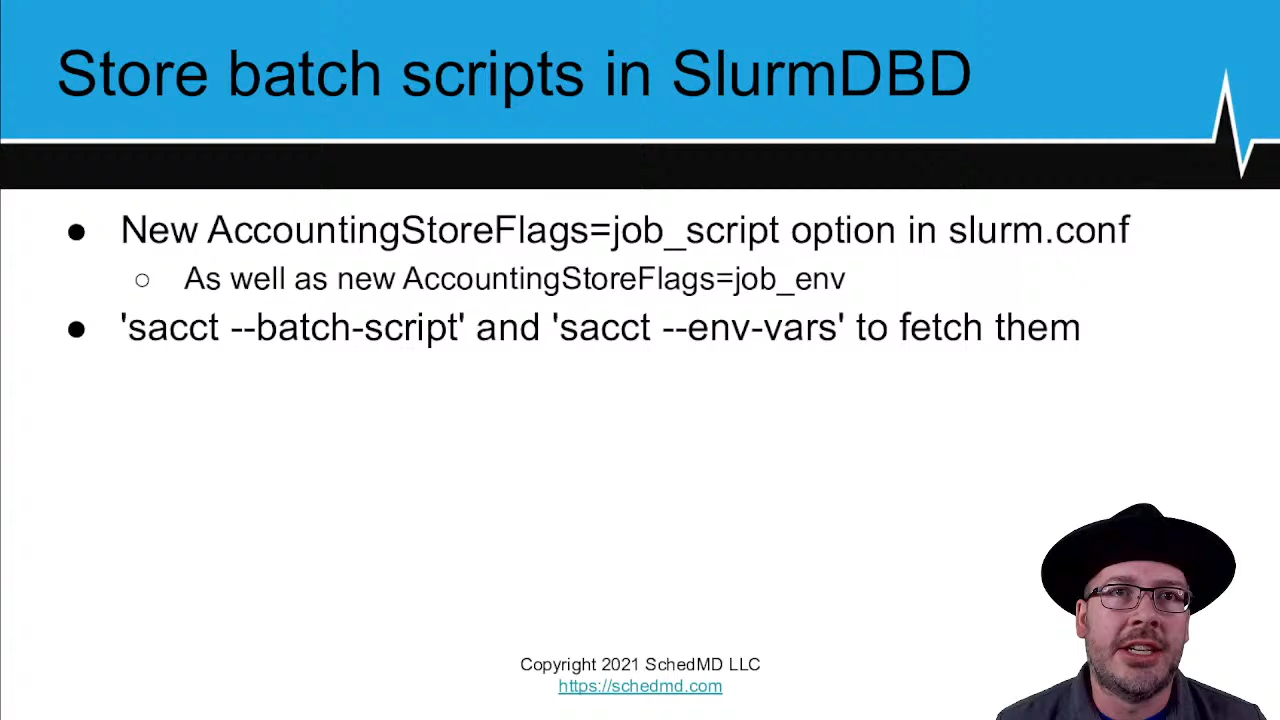 Store batch scripts in SlurmDBD
● New AccountingStoreFlags=job_script option in slurm.conf
○ As well as new AccountingStoreFlags=job_env
● 'sacct --batch-script' and 'sacct --env-vars' to fetch them
Copyright 2021 SchedMD LLC
https://schedmd.com